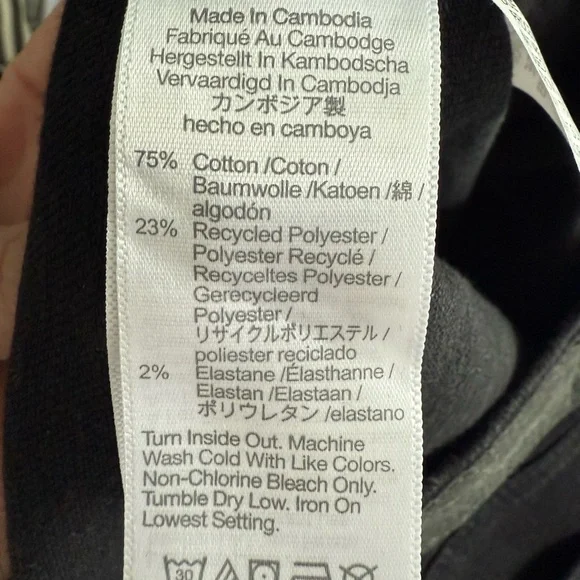 Made In Cambodia
Fabriqué Au Cambodge
Hergestellt In Kambodscha
Vervaardigd In Cambodja
カンボジア製
hecho en camboya
75% Cotton /Coton /
Baumwolle /Katoen /綿 /
algodón
23% Recycled Polyester /
Polyester Recyclé /
Recyceltes Polyester /
Gerecycleerd
Polyester /
リサイクルポリエステル /
poliester reciclado
2% Elastane /Élasthanne /
Elastan /Elastaan /
ポリウレタン /elastano
Turn Inside Out. Machine
Wash Cold With Like Colors.
Non-Chlorine Bleach Only.
Tumble Dry Low. Iron On
Lowest Setting.
30